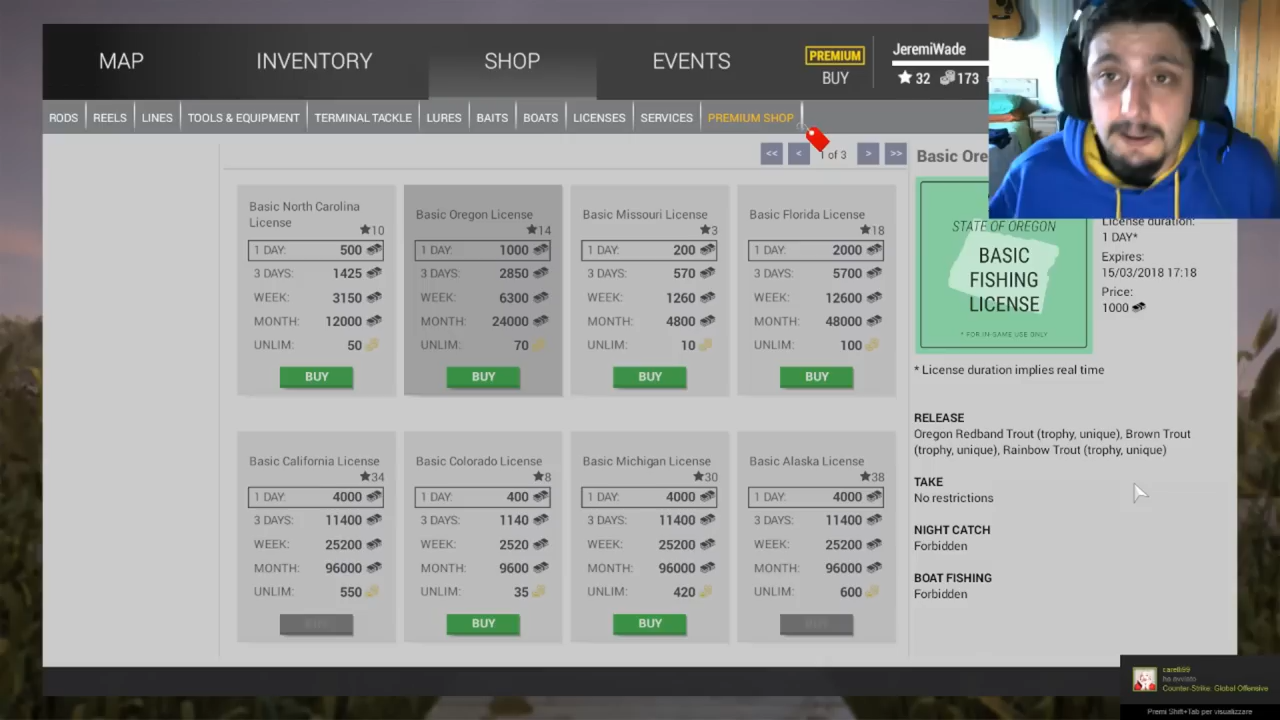 MAP
INVENTORY
SHOP
EVENTS
PREMIUM
BUY
JeremiWade
32 173
RODS
REELS
LINES
TOOLS & EQUIPMENT
TERMINAL TACKLE
LURES
BAITS
BOATS
LICENSES
SERVICES
PREMIUM SHOP
<< < 1 of 3 > >>
Basic North Carolina
License
10
1 DAY: 500
3 DAYS: 1425
WEEK: 3150
MONTH: 12000
UNLIM: 50
BUY
Basic Oregon License
14
1 DAY: 1000
3 DAYS: 2850
WEEK: 6300
MONTH: 24000
UNLIM: 70
BUY
Basic Missouri License
3
1 DAY: 200
3 DAYS: 570
WEEK: 1260
MONTH: 4800
UNLIM: 10
BUY
Basic Florida License
18
1 DAY: 2000
3 DAYS: 5700
WEEK: 12600
MONTH: 48000
UNLIM: 100
BUY
Basic California License
34
1 DAY: 4000
3 DAYS: 11400
WEEK: 25200
MONTH: 96000
UNLIM: 550
BUY
Basic Colorado License
8
1 DAY: 400
3 DAYS: 1140
WEEK: 2520
MONTH: 9600
UNLIM: 35
BUY
Basic Michigan License
30
1 DAY: 4000
3 DAYS: 11400
WEEK: 25200
MONTH: 96000
UNLIM: 420
BUY
Basic Alaska License
38
1 DAY: 4000
3 DAYS: 11400
WEEK: 25200
MONTH: 96000
UNLIM: 600
BUY
Basic Ore
STATE OF OREGON
BASIC
FISHING
LICENSE
* FOR IN-GAME USE ONLY
License duration:
1 DAY*
Expires:
15/03/2018 17:18
Price:
1000
* License duration implies real time
RELEASE
Oregon Redband Trout (trophy, unique), Brown Trout
(trophy, unique), Rainbow Trout (trophy, unique)
TAKE
No restrictions
NIGHT CATCH
Forbidden
BOAT FISHING
Forbidden
ha avviato
Counter-Strike: Global Offensive
Premi Shift+Tab per visualizzare